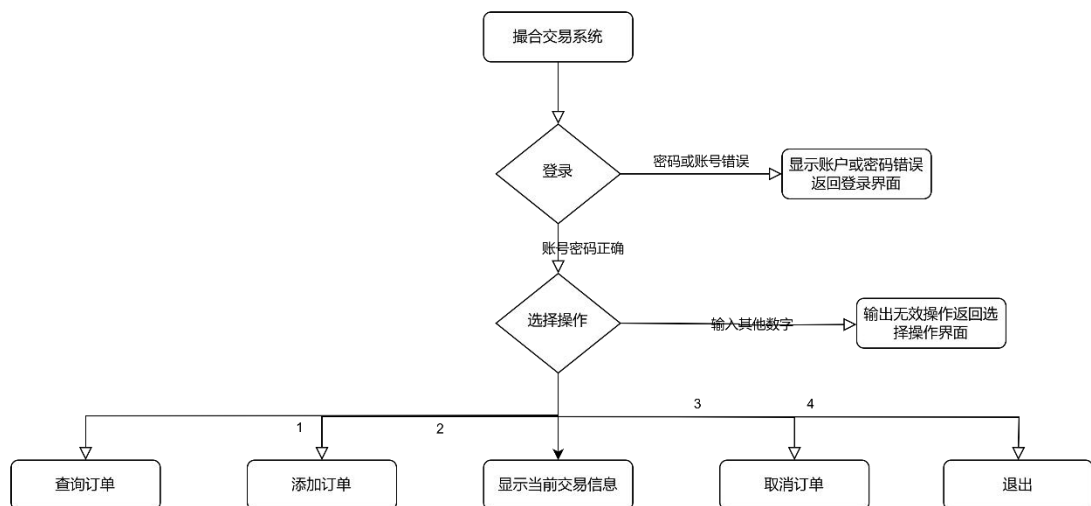 撮合交易系统
登录
密码或账号错误
显示账户或密码错误
返回登录界面
账号密码正确
选择操作
输入其他数字
输出无效操作返回选
择操作界面
1
2
3
4
查询订单
添加订单
显示当前交易信息
取消订单
退出